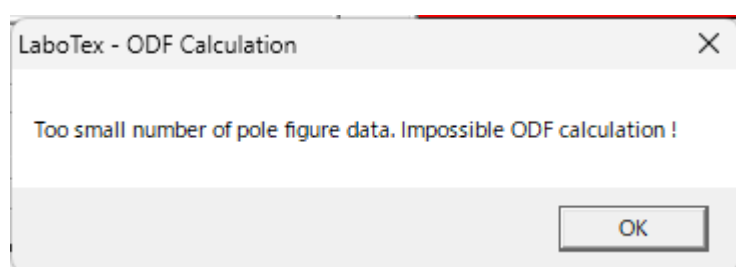 LaboTex - ODF Calculation
Too small number of pole figure data. Impossible ODF calculation !
OK